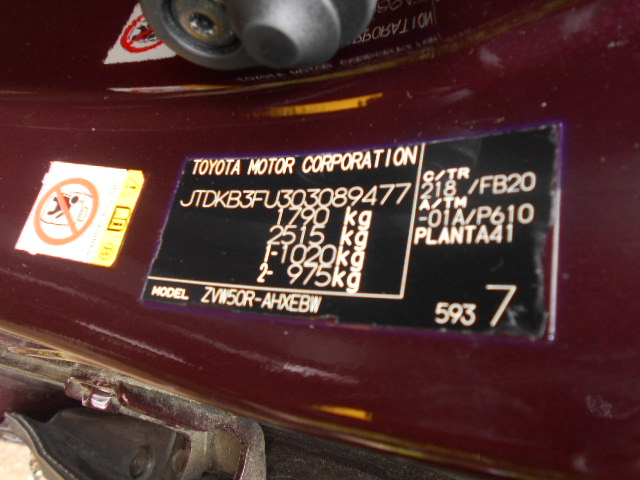 TOYOTA MOTOR CORPORATION
JTDKB3FU303089477
1790 kg
2515 kg
1-1020kg
2- 975kg
C/TR
218 /FB20
A/TM
-01A/P610
PLANTA41
MODEL ZVW50R-AHXEBW
593 7